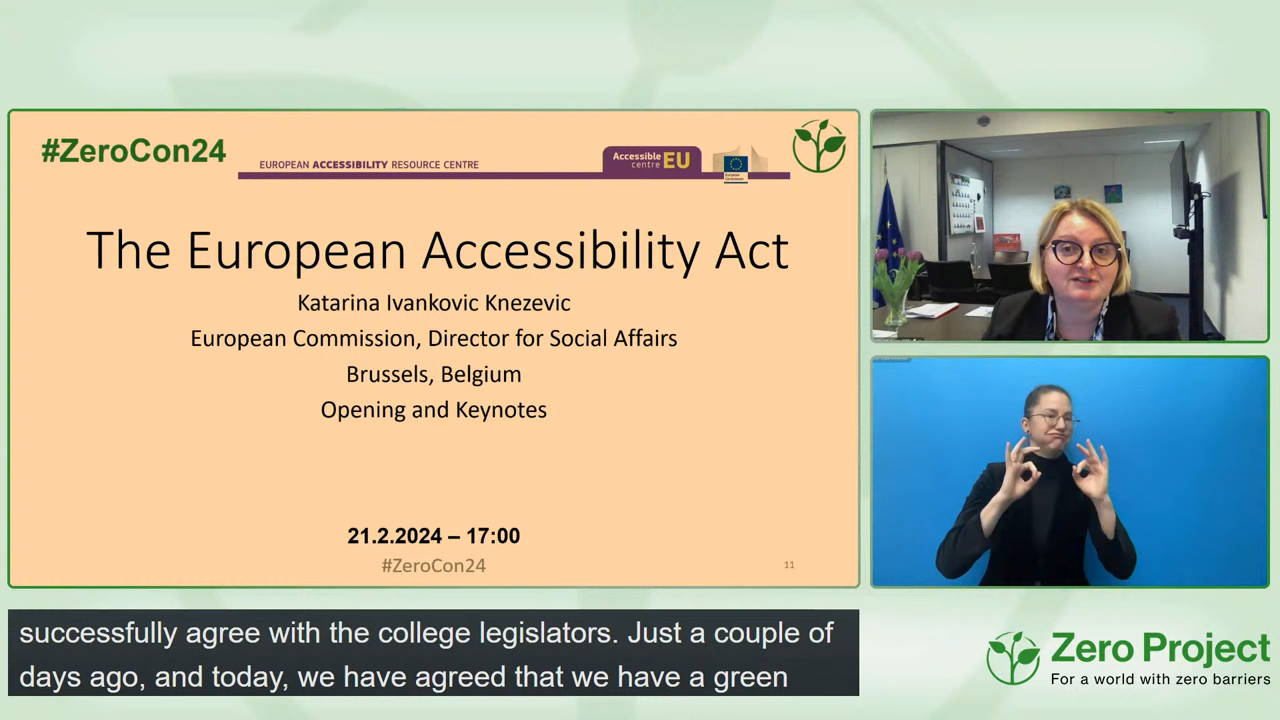 #ZeroCon24
EUROPEAN ACCESSIBILITY RESOURCE CENTRE
Accessible
centre EU
European
Commission
The European Accessibility Act
Katarina Ivankovic Knezevic
European Commission, Director for Social Affairs
Brussels, Belgium
Opening and Keynotes
21.2.2024 – 17:00
#ZeroCon24
11
successfully agree with the college legislators. Just a couple of
days ago, and today, we have agreed that we have a green
Zero Project
For a world with zero barriers